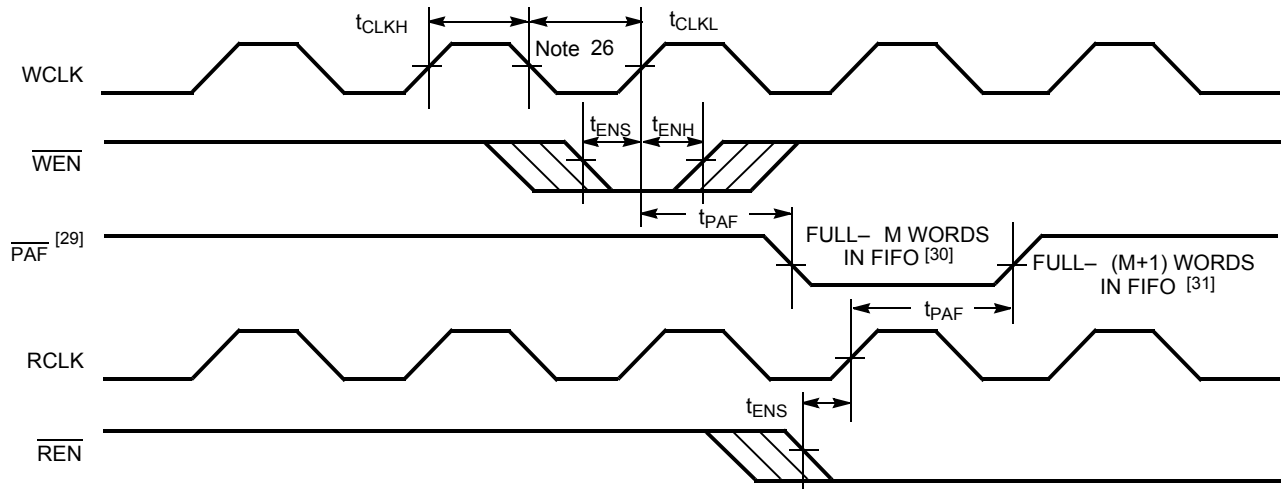 tCLKH
tCLKL
Note 26
WCLK
tENS
tENH
WEN
tPAF
PAF [29]
FULL– M WORDS
IN FIFO [30]
FULL– (M+1) WORDS
IN FIFO [31]
tPAF
RCLK
tENS
REN